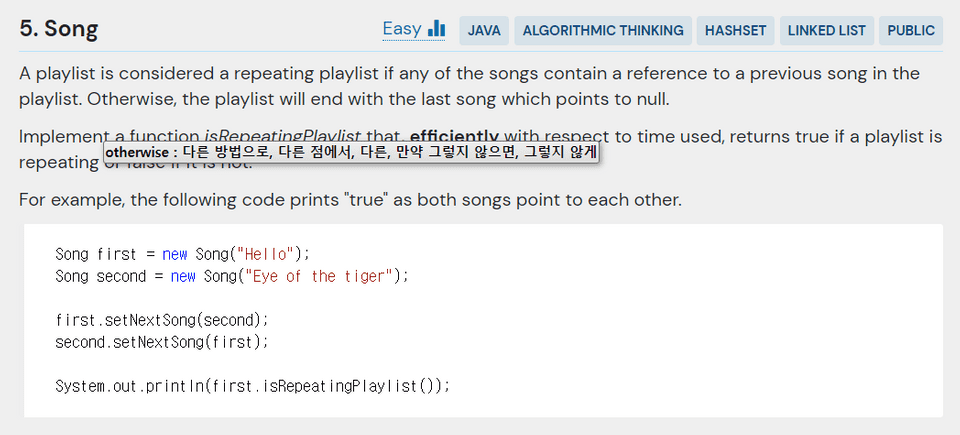 5. Song
Easy
JAVA
ALGORITHMIC THINKING
HASHSET
LINKED LIST
PUBLIC
A playlist is considered a repeating playlist if any of the songs contain a reference to a previous song in the
playlist. Otherwise, the playlist will end with the last song which points to null.
Implement a function isRepeatingPlaylist that, efficiently with respect to time used, returns true if a playlist is
otherwise : 다른 방법으로, 다른 점에서, 다른, 만약 그렇지 않으면, 그렇지 않게
repeating or false if it is not.
For example, the following code prints "true" as both songs point to each other.
Song first = new Song("Hello");
Song second = new Song("Eye of the tiger");
first.setNextSong(second);
second.setNextSong(first);
System.out.println(first.isRepeatingPlaylist());